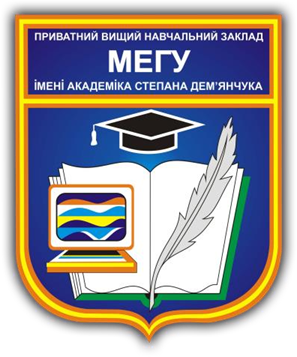 ПРИВАТНИЙ ВИЩИЙ НАВЧАЛЬНИЙ ЗАКЛАД
МЕГУ
ІМЕНІ АКАДЕМІКА СТЕПАНА ДЕМ'ЯНЧУКА